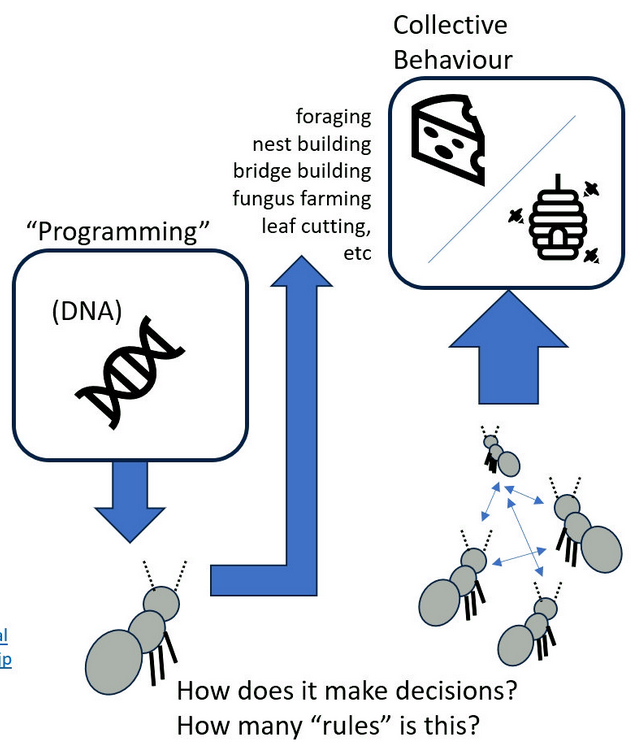 Collective
Behaviour
foraging
nest building
bridge building
fungus farming
leaf cutting,
etc
“Programming”
(DNA)
al
ip
How does it make decisions?
How many “rules” is this?